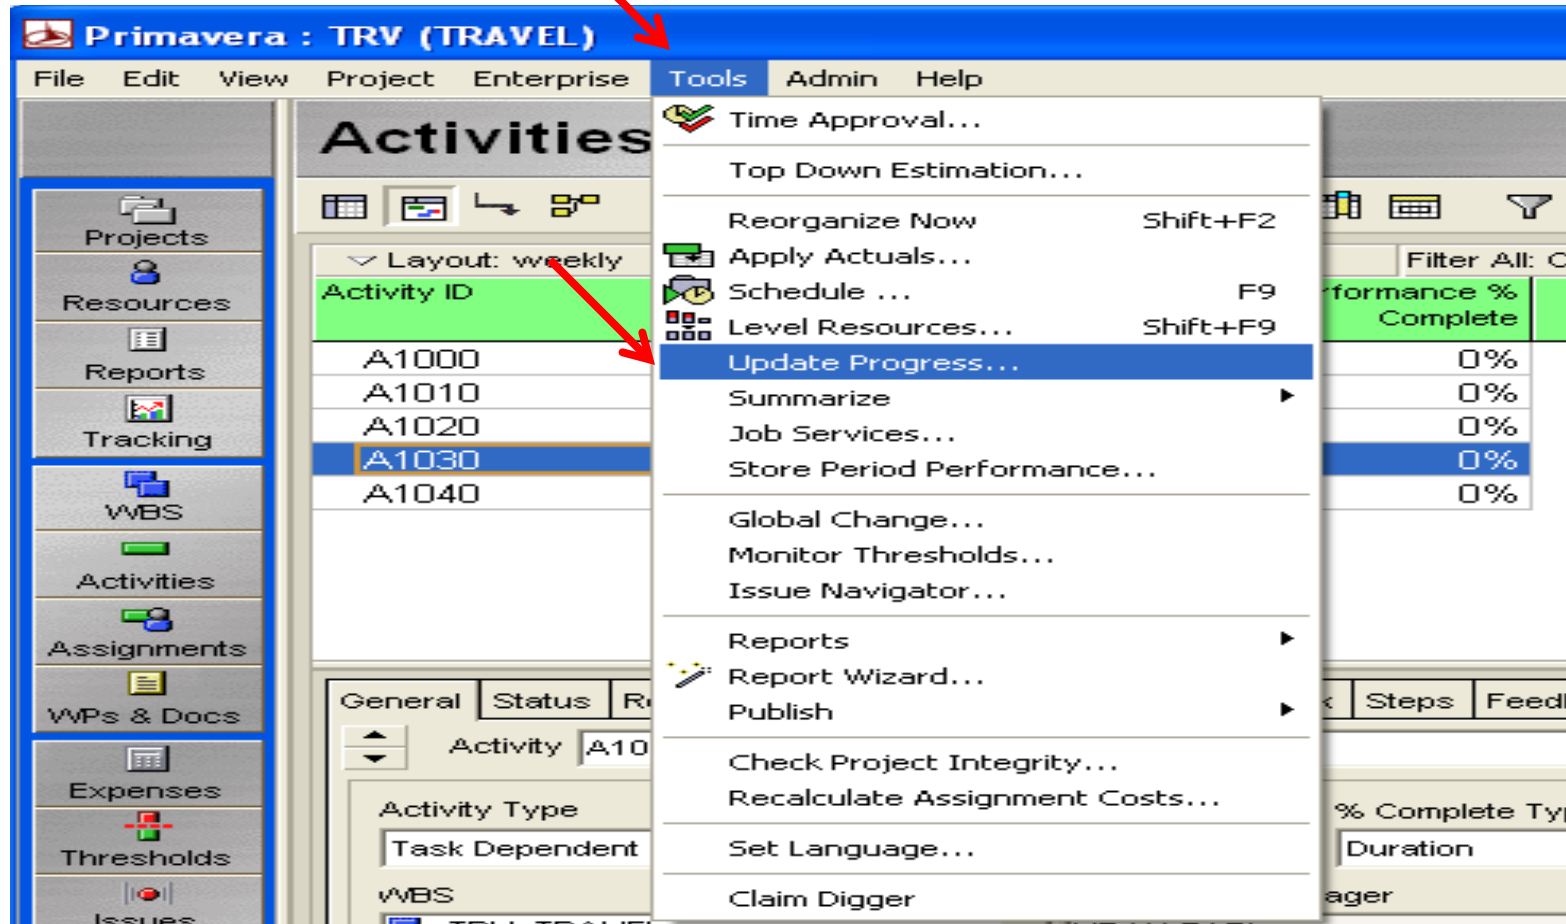 Primavera : TRV (TRAVEL)
File Edit View Project Enterprise Tools Admin Help
Activities
Projects
Resources
Reports
Tracking
WBS
Activities
Assignments
WPs & Docs
Expenses
Thresholds
Issues
Layout: weekly
Filter All:
Activity ID
Complete
A1000 0%
A1010 0%
A1020 0%
A1030 0%
A1040 0%
Time Approval...
Top Down Estimation...
Reorganize Now Shift+F2
Apply Actuals...
Schedule ... F9
Level Resources... Shift+F9
Update Progress...
Summarize
Job Services...
Store Period Performance...
Global Change...
Monitor Thresholds...
Issue Navigator...
Reports
Report Wizard...
Publish
Check Project Integrity...
Recalculate Assignment Costs...
Set Language...
Claim Digger
General Status Steps
Activity
Activity Type
% Complete
Task Dependent
Duration
WBS